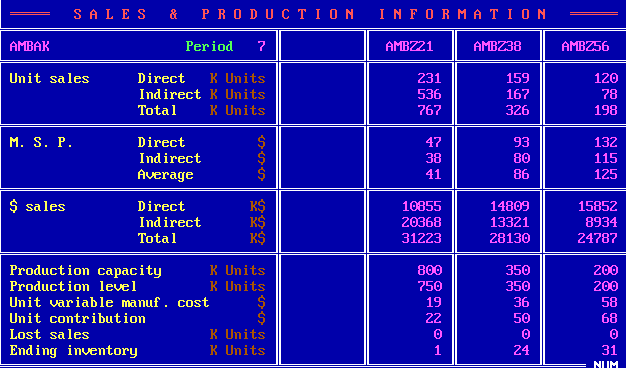 SALES & PRODUCTION INFORMATION
AMBAK Period 7 AMBZ21 AMBZ38 AMBZ56
Unit sales Direct K Units 231 159 120
Indirect K Units 536 167 78
Total K Units 767 326 198
M. S. P. Direct $ 47 93 132
Indirect $ 38 80 115
Average $ 41 86 125
$ sales Direct K$ 10855 14809 15852
Indirect K$ 20368 13321 8934
Total K$ 31223 28130 24787
Production capacity K Units 800 350 200
Production level K Units 750 350 200
Unit variable manuf. cost $ 19 36 58
Unit contribution $ 22 50 68
Lost sales K Units 0 0 0
Ending inventory K Units 1 24 31
NUM